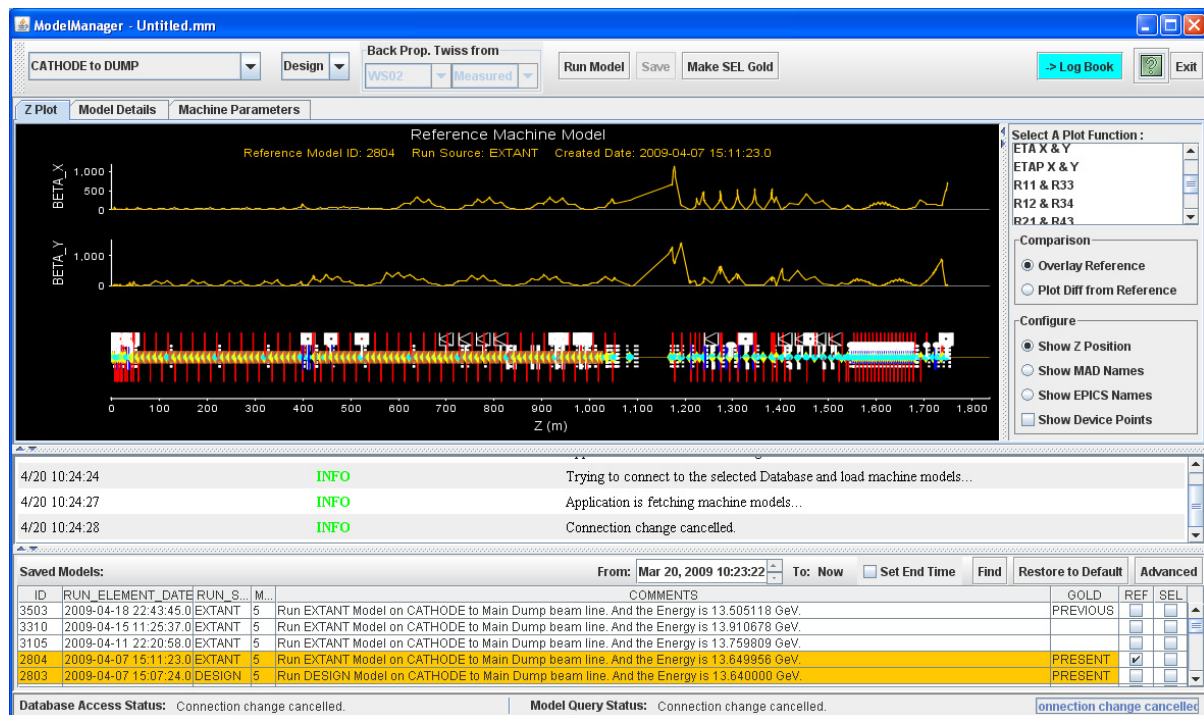 ModelManager - Untitled.mm
CATHODE to DUMP
Design
Back Prop. Twiss from
WS02
Measured
Run Model
Save
Make SEL Gold
-> Log Book
?
Exit
Z Plot
Model Details
Machine Parameters
Reference Machine Model
Reference Model ID: 2804 Run Source: EXTANT Created Date: 2009-04-07 15:11:23.0
BETA_X
1,000
500
0
BETA_Y
1,000
0
0 100 200 300 400 500 600 700 800 900 1,000 1,100 1,200 1,300 1,400 1,500 1,600 1,700 1,800
Z (m)
Select A Plot Function :
ETA X & Y
ETAP X & Y
R11 & R33
R12 & R34
R21 & R43
Comparison
Overlay Reference
Plot Diff from Reference
Configure
Show Z Position
Show MAD Names
Show EPICS Names
Show Device Points
4/20 10:24:24 INFO Trying to connect to the selected Database and load machine models...
4/20 10:24:27 INFO Application is fetching machine models...
4/20 10:24:28 INFO Connection change cancelled.
Saved Models: From: Mar 20, 2009 10:23:22 To: Now Set End Time Find Restore to Default Advanced
ID RUN_ELEMENT_DATE RUN_S... M... COMMENTS GOLD REF SEL
3503 2009-04-18 22:43:45.0 EXTANT 5 Run EXTANT Model on CATHODE to Main Dump beam line. And the Energy is 13.505118 GeV. PREVIOUS
3310 2009-04-15 11:25:37.0 EXTANT 5 Run EXTANT Model on CATHODE to Main Dump beam line. And the Energy is 13.910678 GeV.
3105 2009-04-11 22:20:58.0 EXTANT 5 Run EXTANT Model on CATHODE to Main Dump beam line. And the Energy is 13.759809 GeV.
2804 2009-04-07 15:11:23.0 EXTANT 5 Run EXTANT Model on CATHODE to Main Dump beam line. And the Energy is 13.649956 GeV. PRESENT
2803 2009-04-07 15:07:24.0 DESIGN 5 Run DESIGN Model on CATHODE to Main Dump beam line. And the Energy is 13.640000 GeV. PRESENT
Database Access Status: Connection change cancelled. Model Query Status: Connection change cancelled. onnection change cancelled